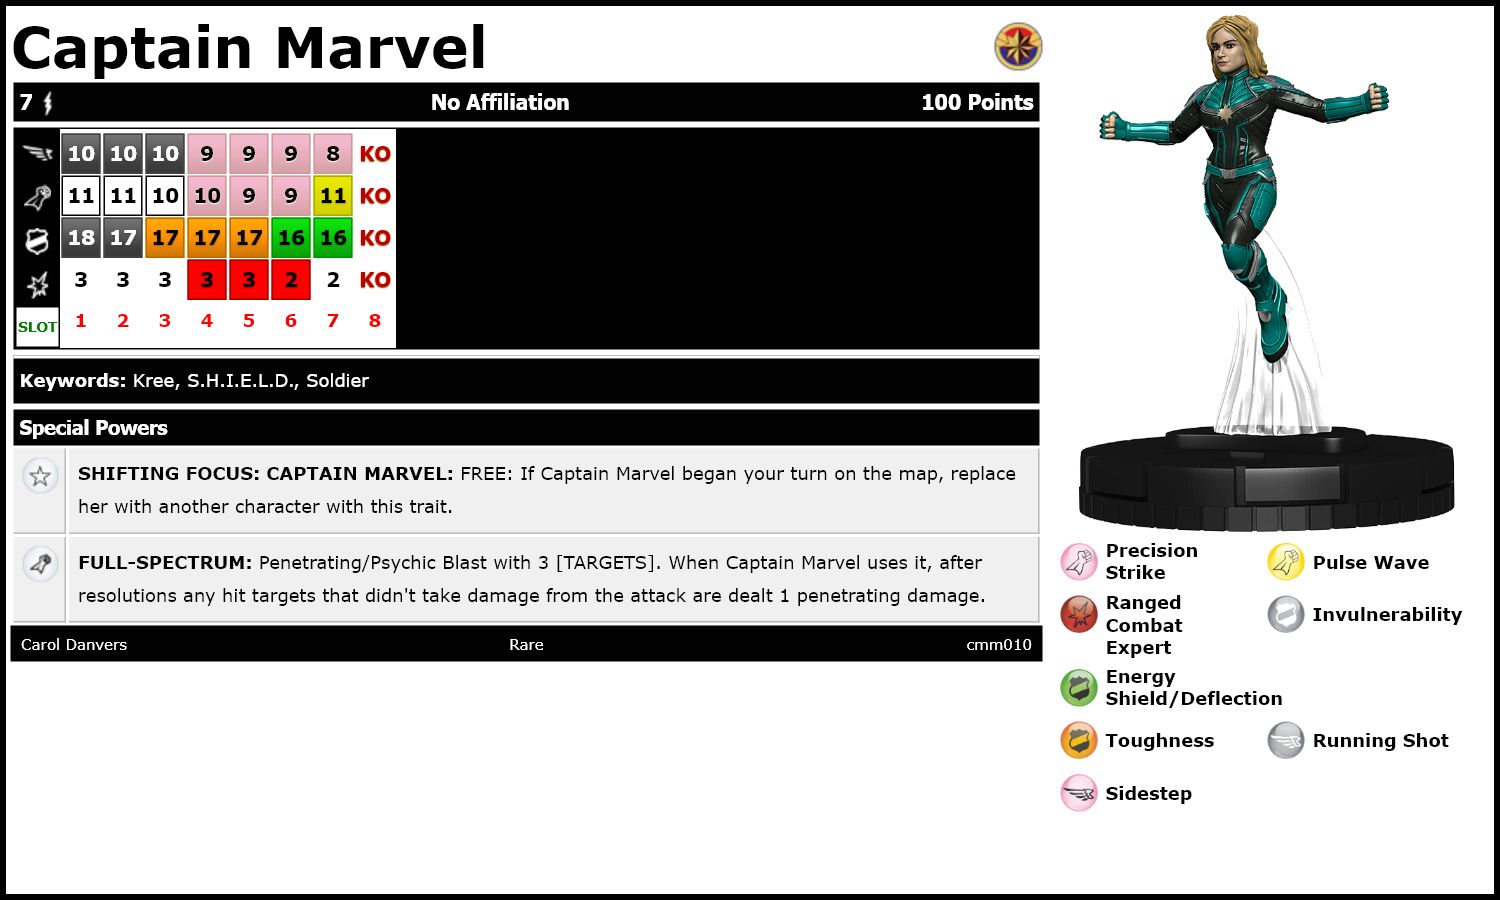 Captain Marvel
7 No Affiliation 100 Points
10 10 10 9 9 9 8 KO
11 11 10 10 9 9 11 KO
18 17 17 17 17 16 16 KO
3 3 3 3 3 2 2 KO
SLOT 1 2 3 4 5 6 7 8
Keywords: Kree, S.H.I.E.L.D., Soldier
Special Powers
SHIFTING FOCUS: CAPTAIN MARVEL: FREE: If Captain Marvel began your turn on the map, replace
her with another character with this trait.
FULL-SPECTRUM: Penetrating/Psychic Blast with 3 [TARGETS]. When Captain Marvel uses it, after
resolutions any hit targets that didn't take damage from the attack are dealt 1 penetrating damage.
Carol Danvers Rare cmm010
Precision
Strike
Pulse Wave
Ranged
Combat
Expert
Invulnerability
Energy
Shield/Deflection
Toughness
Running Shot
Sidestep